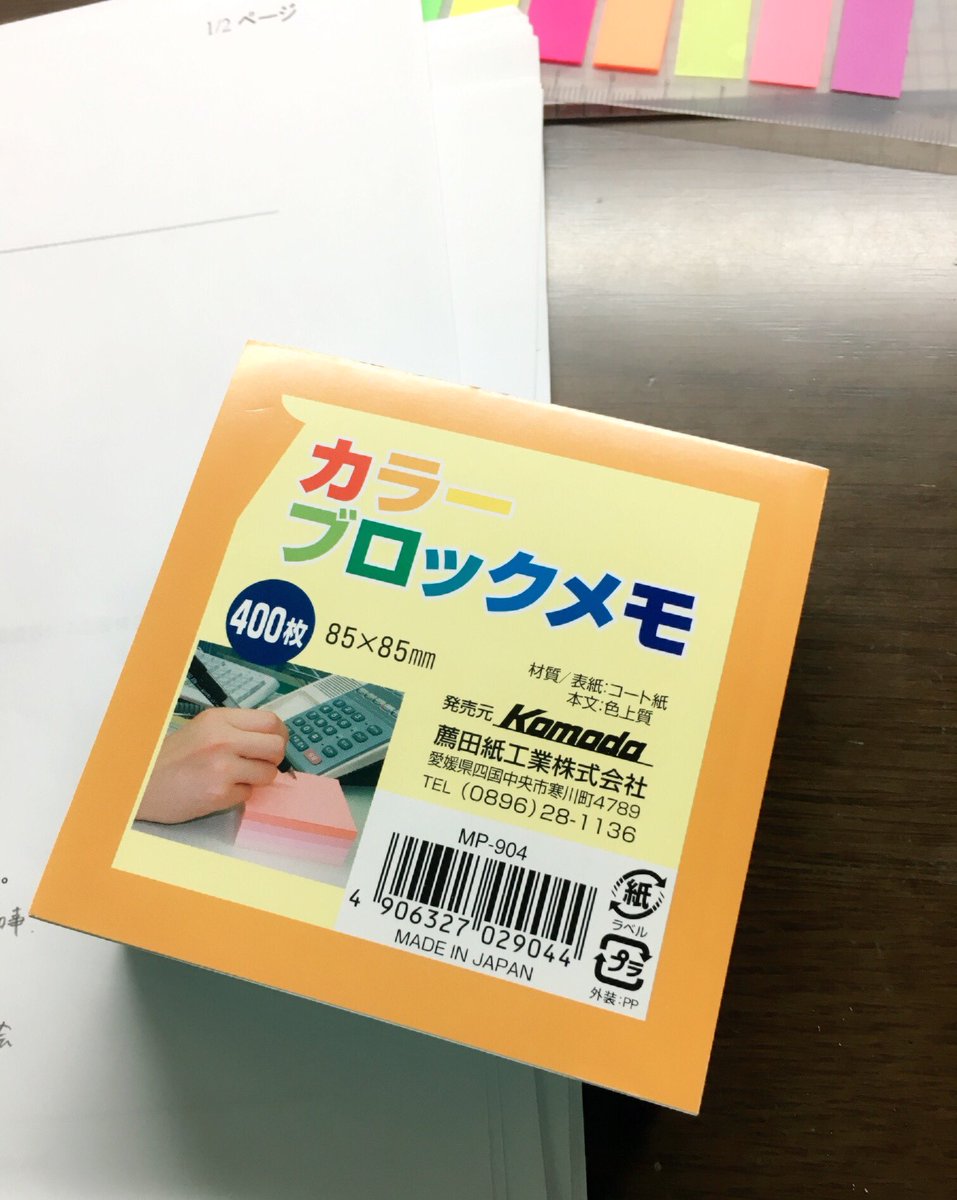 1/2 ページ
カラー
ブロックメモ
400枚
85×85mm
材質/表紙:コート紙
本文:色上質
発売元 Kamada
薦田紙工業株式会社
愛媛県四国中央市寒川町4789
TEL (0896)28-1136
MP-904
4 906327 029044
MADE IN JAPAN
紙
ラベル
プラ
外装:PP